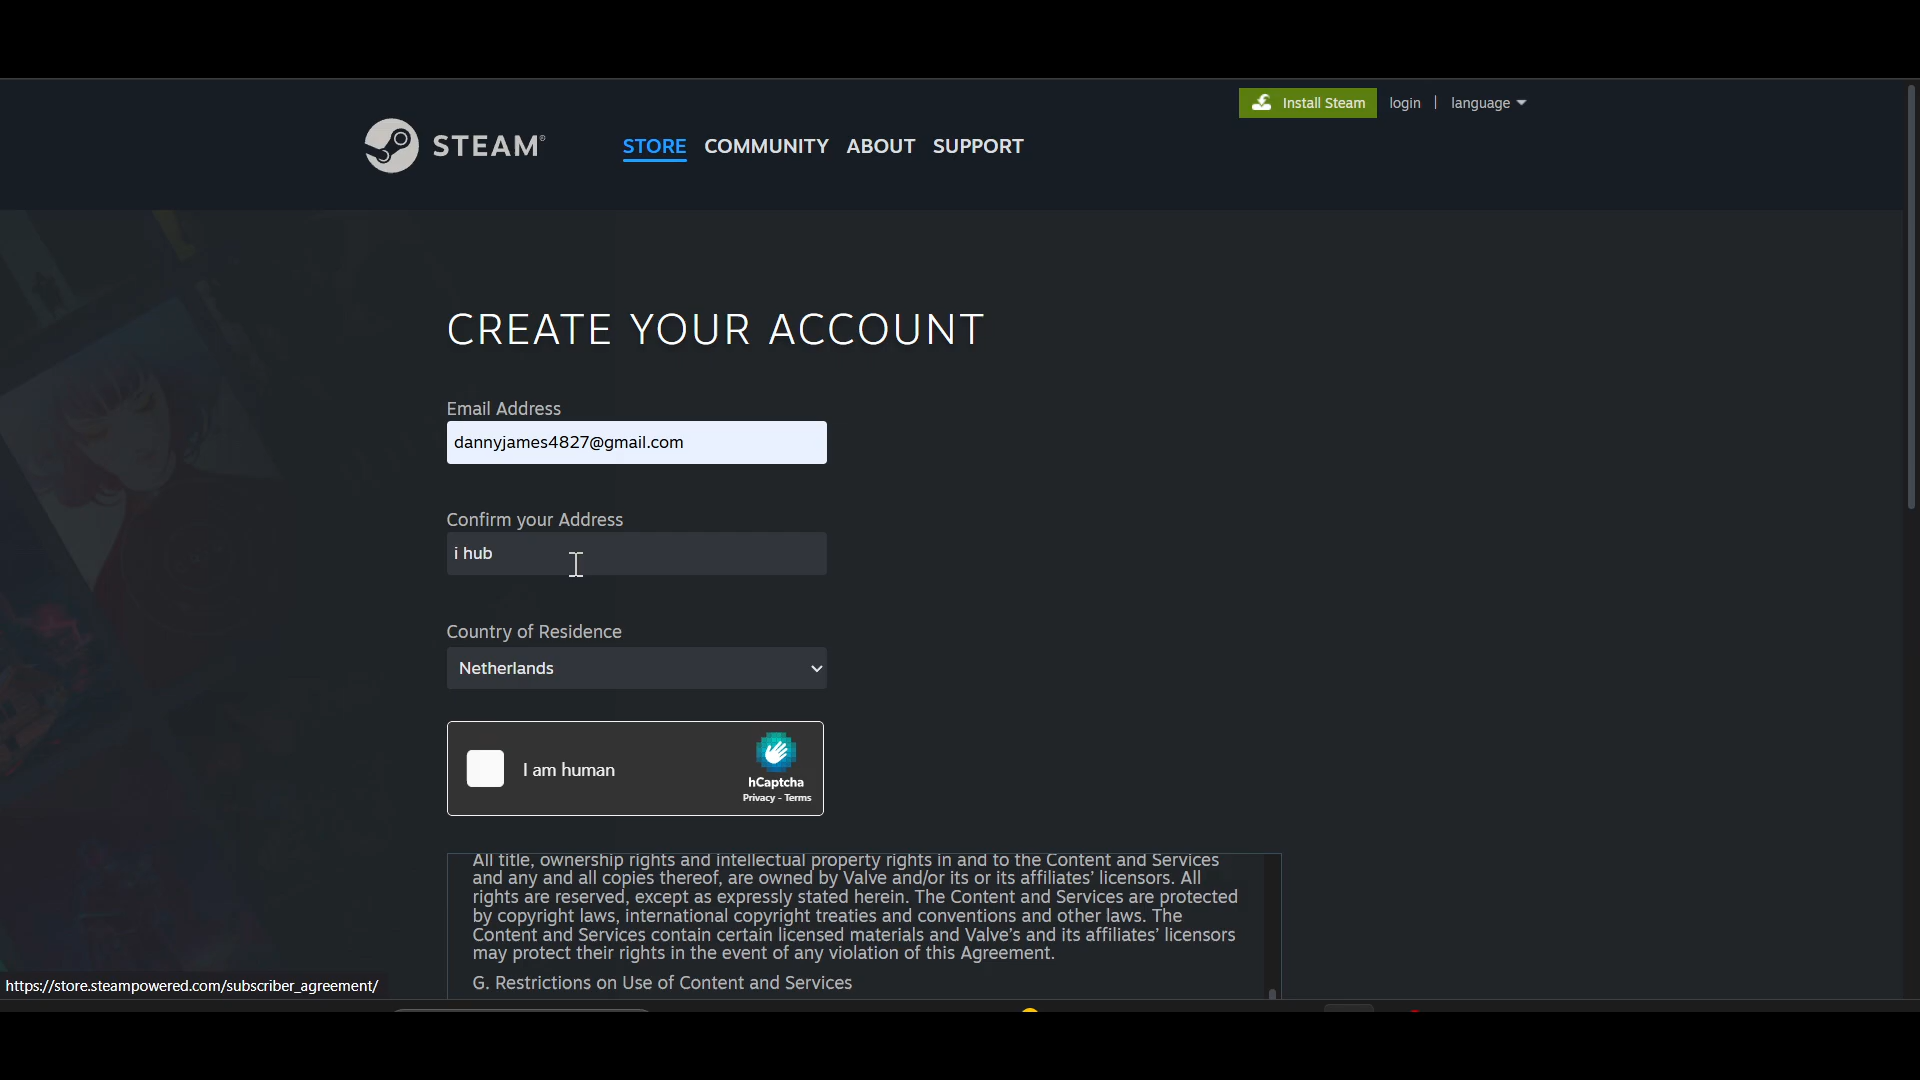 Install Steam login | language
STEAM®
STORE COMMUNITY ABOUT SUPPORT
CREATE YOUR ACCOUNT
Email Address
dannyjames4827@gmail.com
Confirm your Address
i hub
Country of Residence
Netherlands
I am human
hCaptcha
Privacy - Terms
All title, ownership rights and intellectual property rights in and to the Content and Services
and any and all copies thereof, are owned by Valve and/or its or its affiliates’ licensors. All
rights are reserved, except as expressly stated herein. The Content and Services are protected
by copyright laws, international copyright treaties and conventions and other laws. The
Content and Services contain certain licensed materials and Valve’s and its affiliates’ licensors
may protect their rights in the event of any violation of this Agreement.
G. Restrictions on Use of Content and Services
https://store.steampowered.com/subscriber_agreement/